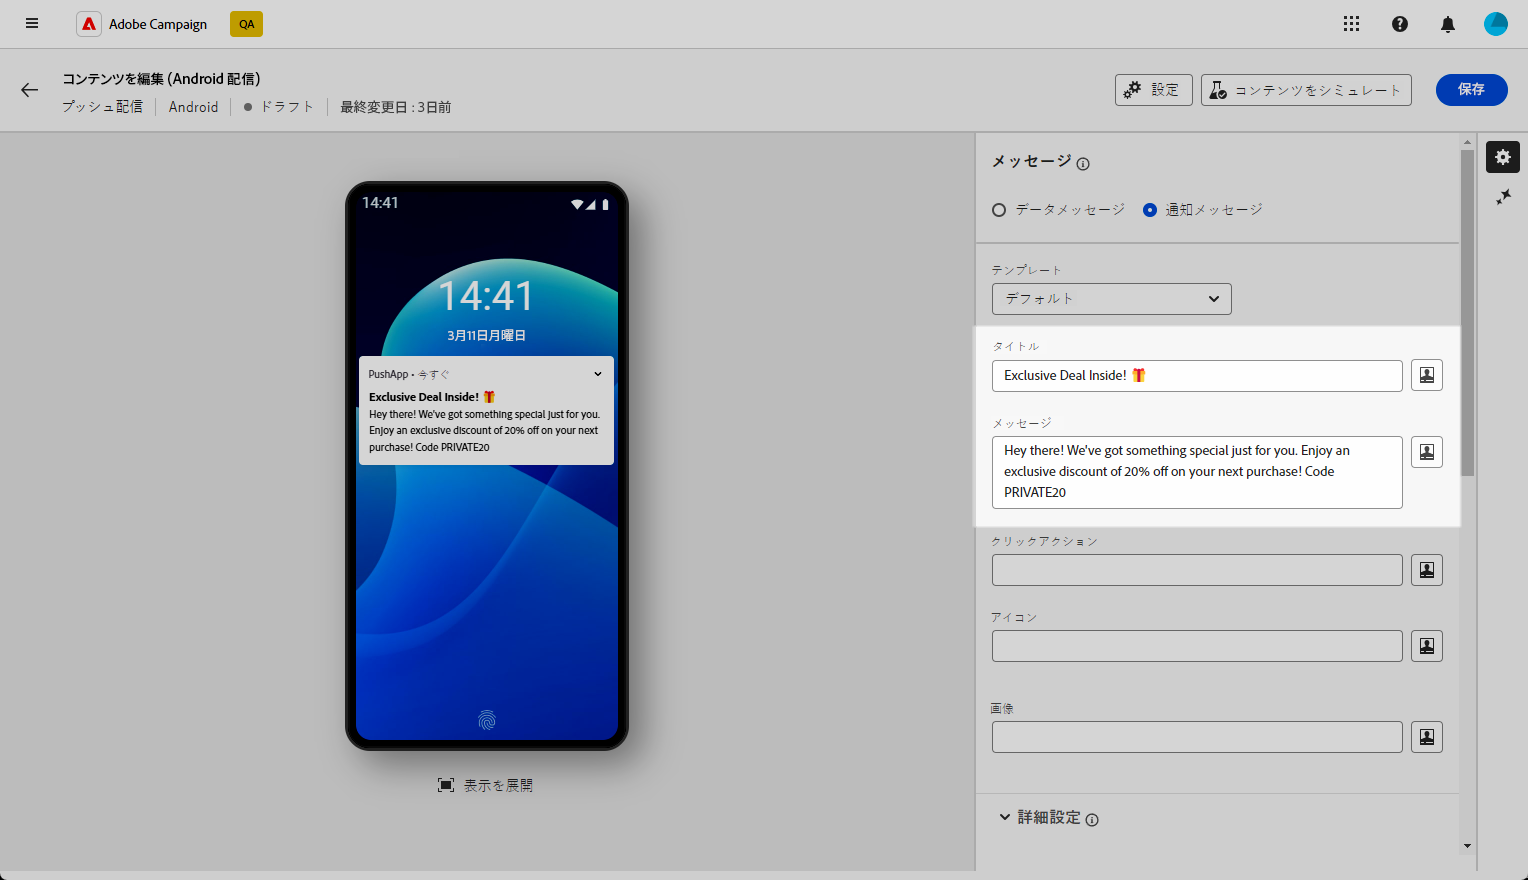 Adobe Campaign
QA
コンテンツを編集 (Android 配信)
プッシュ配信
Android
ドラフト
最終変更日 : 3日前
設定
コンテンツをシミュレート
保存
14:41
14:41
3月11日月曜日
PushApp • 今すぐ
Exclusive Deal Inside! 🎁
Hey there! We've got something special just for you.
Enjoy an exclusive discount of 20% off on your next
purchase! Code PRIVATE20
表示を展開
メッセージ
データメッセージ
通知メッセージ
テンプレート
デフォルト
タイトル
Exclusive Deal Inside! 🎁
メッセージ
Hey there! We've got something special just for you. Enjoy an
exclusive discount of 20% off on your next purchase! Code
PRIVATE20
クリックアクション
アイコン
画像
詳細設定